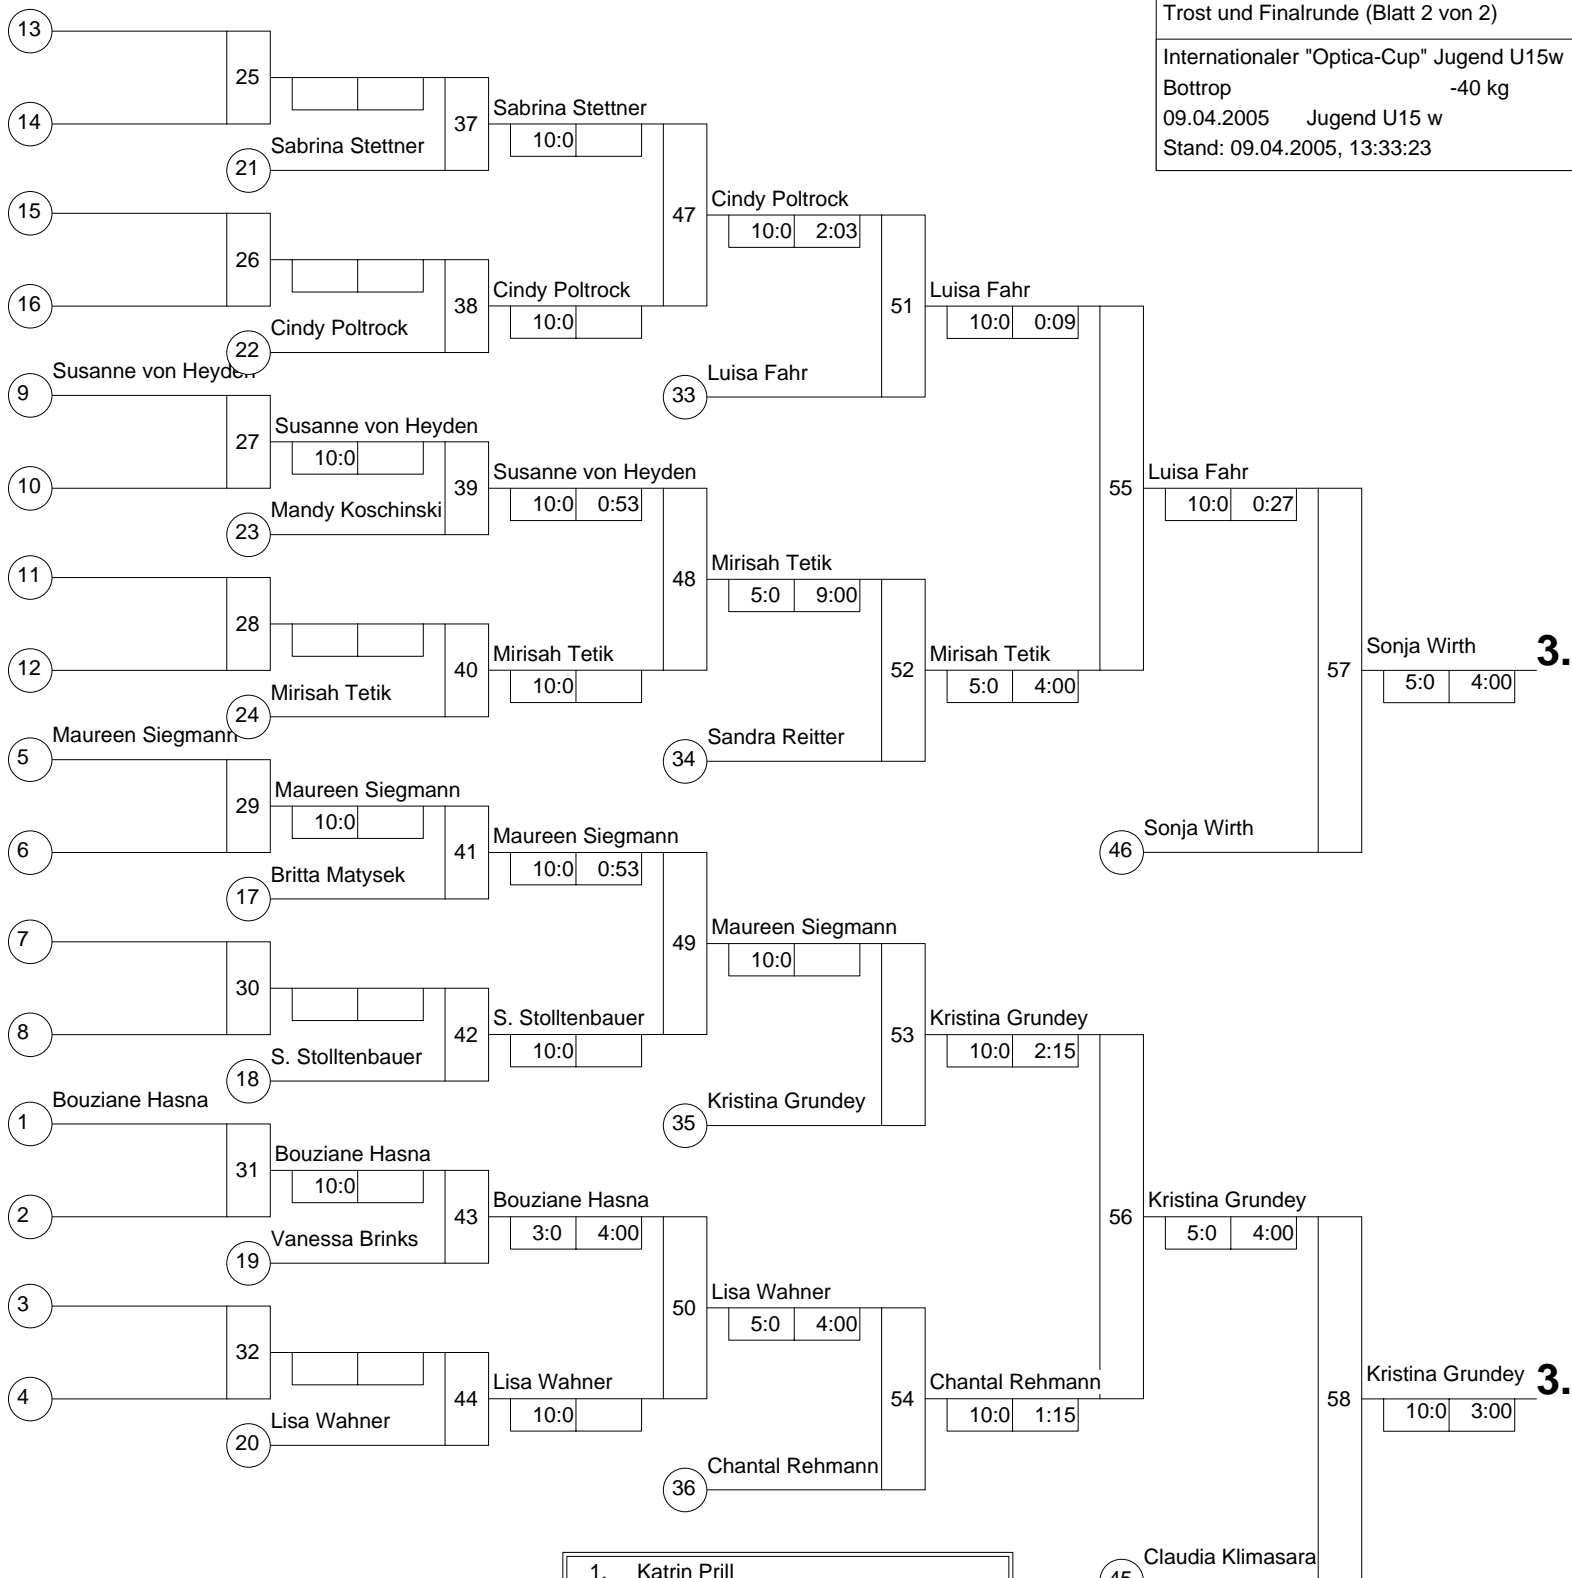 Trost und Finalrunde (Blatt 2 von 2)
Internationaler "Optica-Cup" Jugend U15w
Bottrop -40 kg
09.04.2005 Jugend U15 w
Stand: 09.04.2005, 13:33:23
13
25
14
37
Sabrina Stettner
10:0
Sabrina Stettner
21
15
47
Cindy Poltrock
10:0 2:03
26
16
38
Cindy Poltrock
10:0
Cindy Poltrock
22
51
Luisa Fahr
10:0 0:09
Susanne von Heyden
9
Luisa Fahr
33
27
Susanne von Heyden
10:0
10
39
Susanne von Heyden
10:0 0:53
Mandy Koschinski
23
55
Luisa Fahr
10:0 0:27
11
48
Mirisah Tetik
5:0 9:00
28
12
40
Mirisah Tetik
10:0
Mirisah Tetik
24
52
Mirisah Tetik
5:0 4:00
57
Sonja Wirth
3.
5:0 4:00
Maureen Siegmann
5
Sandra Reitter
34
29
Maureen Siegmann
10:0
6
41
Maureen Siegmann
10:0 0:53
Sonja Wirth
46
Britta Matysek
17
7
49
Maureen Siegmann
10:0
30
8
42
S. Stolltenbauer
10:0
S. Stolltenbauer
18
53
Kristina Grundey
10:0 2:15
Bouziane Hasna
1
Kristina Grundey
35
31
Bouziane Hasna
10:0
2
43
Bouziane Hasna
3:0 4:00
Vanessa Brinks
19
56
Kristina Grundey
5:0 4:00
3
50
Lisa Wahner
5:0 4:00
32
4
44
Lisa Wahner
10:0
Lisa Wahner
20
54
Chantal Rehmann
10:0 1:15
58
Kristina Grundey
3.
10:0 3:00
Chantal Rehmann
36
Claudia Klimasara
45
1. Katrin Prill